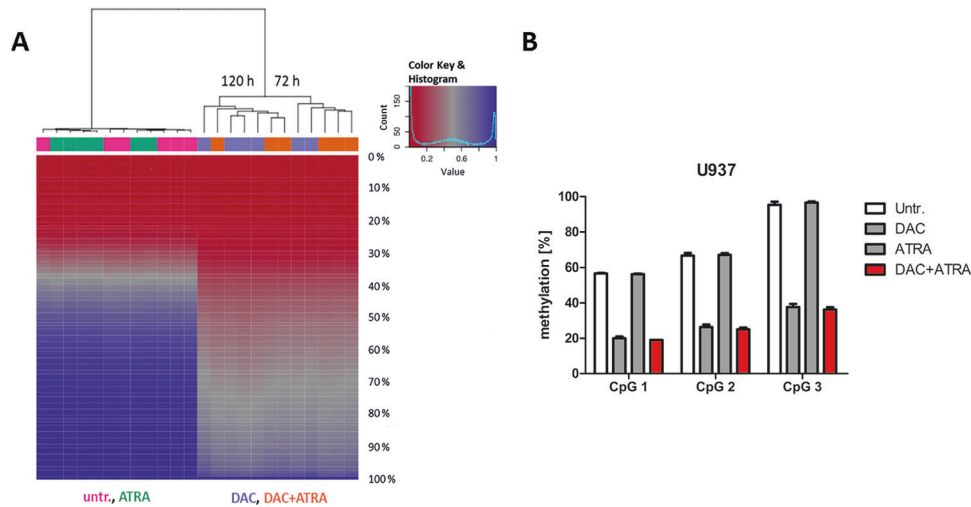 A
120 h 72 h
Color Key &
Histogram
Count
0 50 150
0.2 0.6 1
Value
0%
10%
20%
30%
40%
50%
60%
70%
80%
90%
100%
untr., ATRA DAC, DAC+ATRA
B
U937
methylation [%]
100
80
60
40
20
0
CpG 1 CpG 2 CpG 3
Untr.
DAC
ATRA
DAC+ATRA